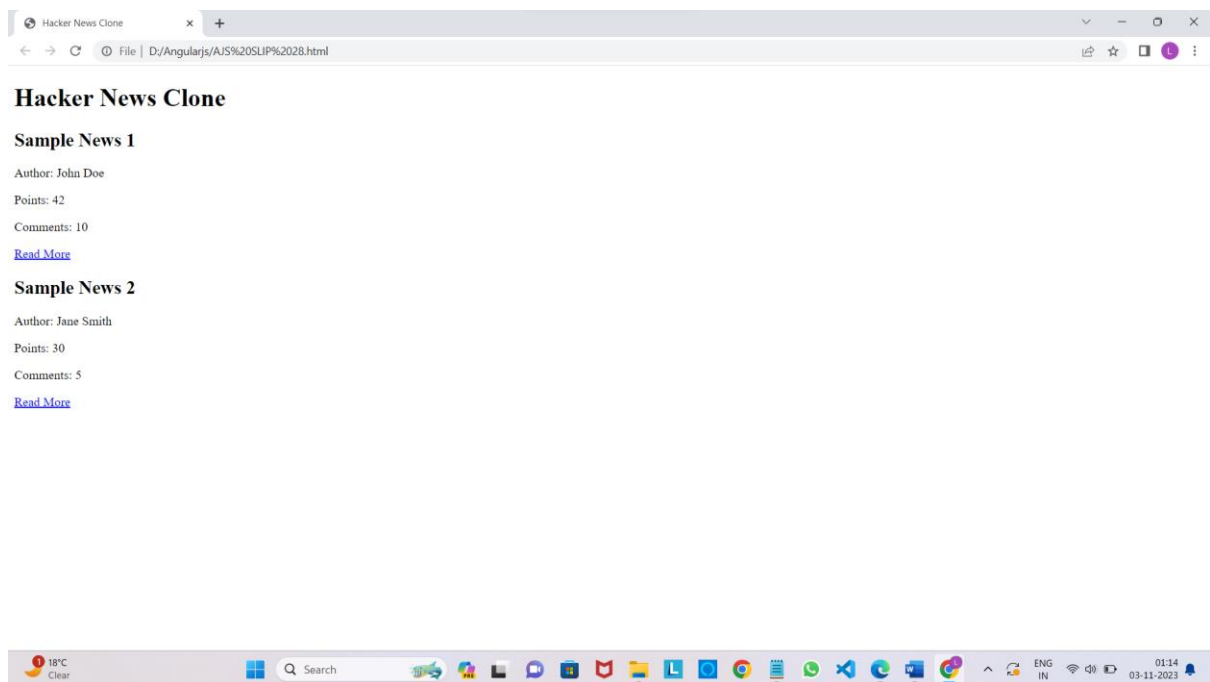 Hacker News Clone
File | D:/Angularjs/AJS%20SLIP%2028.html
L
Hacker News Clone
Sample News 1
Author: John Doe
Points: 42
Comments: 10
Read More
Sample News 2
Author: Jane Smith
Points: 30
Comments: 5
Read More
1
18°C
Clear
Search
PRE
L
W
L
ENG
IN
01:14
03-11-2023